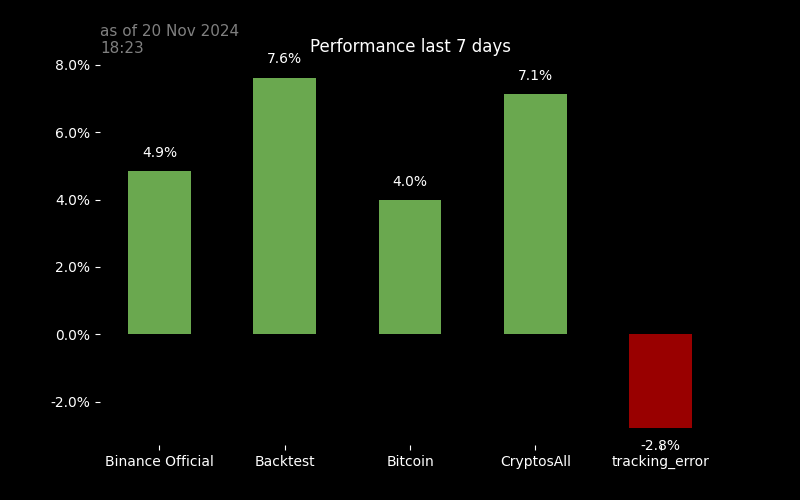 as of 20 Nov 2024
18:23
Performance last 7 days
8.0%
6.0%
4.0%
2.0%
0.0%
-2.0%
4.9%
7.6%
4.0%
7.1%
-2.8%
Binance Official
Backtest
Bitcoin
CryptosAll
tracking_error